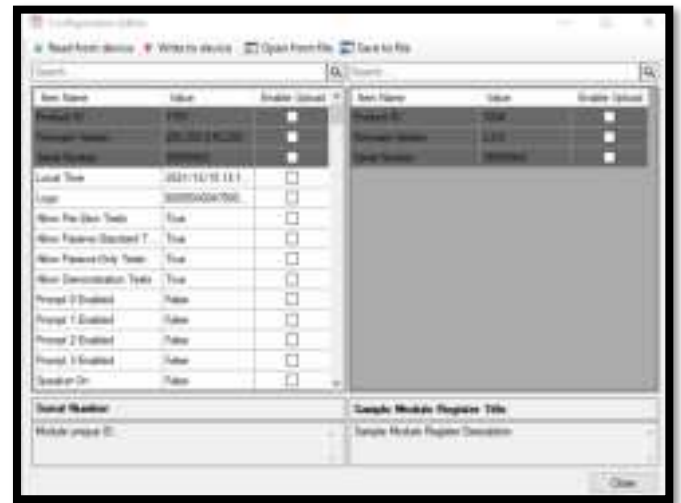 Configuration Editor
Read from device Write to device Open from file Save to file
Search Search
Item Name Value Enable Upload Item Name Value Enable Upload
Product ID Product ID
Firmware Version Firmware Version
Serial Number Serial Number
Local Time
Logo
Allow Pre-Test Tests True
Allow Passive Standard T... True
Allow Passive Only Tests True
Allow Demonstration Tests True
Prompt 0 Enabled False
Prompt 1 Enabled False
Prompt 2 Enabled False
Prompt 3 Enabled False
Speaker On False
Serial Number Sample Module Register Title
Module unique ID Sample Module Register Description
Close